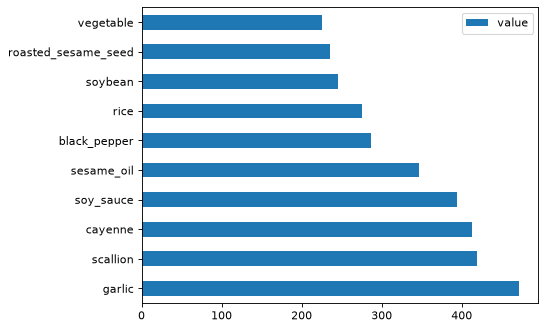 value
vegetable
roasted_sesame_seed
soybean
rice
black_pepper
sesame_oil
soy_sauce
cayenne
scallion
garlic
0 100 200 300 400